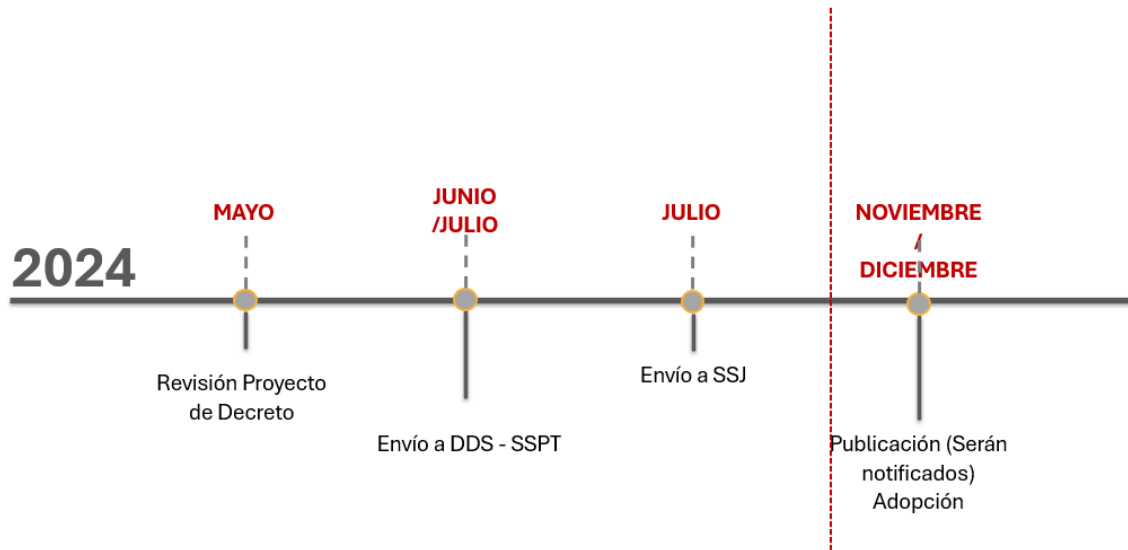 2024
MAYO
Revisión Proyecto
de Decreto
JUNIO
/JULIO
Envío a DDS - SSPT
JULIO
Envío a SSJ
NOVIEMBRE
/
DICIEMBRE
Publicación (Serán
notificados)
Adopción